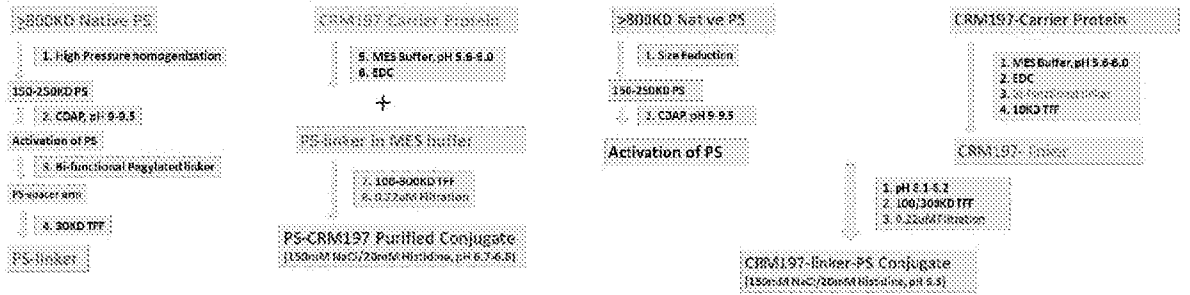 >800KD Native PS
1. High Pressure homogenization
150-250KD PS
2. CDAP, pH 9-9.5
Activation of PS
3. Bi-functional Pegylated linker
PS-spacer arm
4. 30KD TFF
PS-linker
CRM197-Carrier Protein
5. MES Buffer, pH 5.6-6.0
6. EDC
+
PS-linker in MES buffer
7. 100-300KD TFF
8. 0.22uM Filtration
PS-CRM197 Purified Conjugate
(150mM NaCl/20mM Histidine, pH 6.7-6.8)
>800KD Native PS
1. Size Reduction
150-250KD PS
CDAP, pH 9-9.5
Activation of PS
CRM197-Carrier Protein
1. MES Buffer, pH 5.6-6.0
2. EDC
3.
4. 10KD TFF
CRM197- linker
1. pH 8.1-8.2
2. 100/300KD TFF
3. 0.22uM Filtration
CRM197-linker-PS Conjugate
(150mM NaCl/20mM Histidine, pH